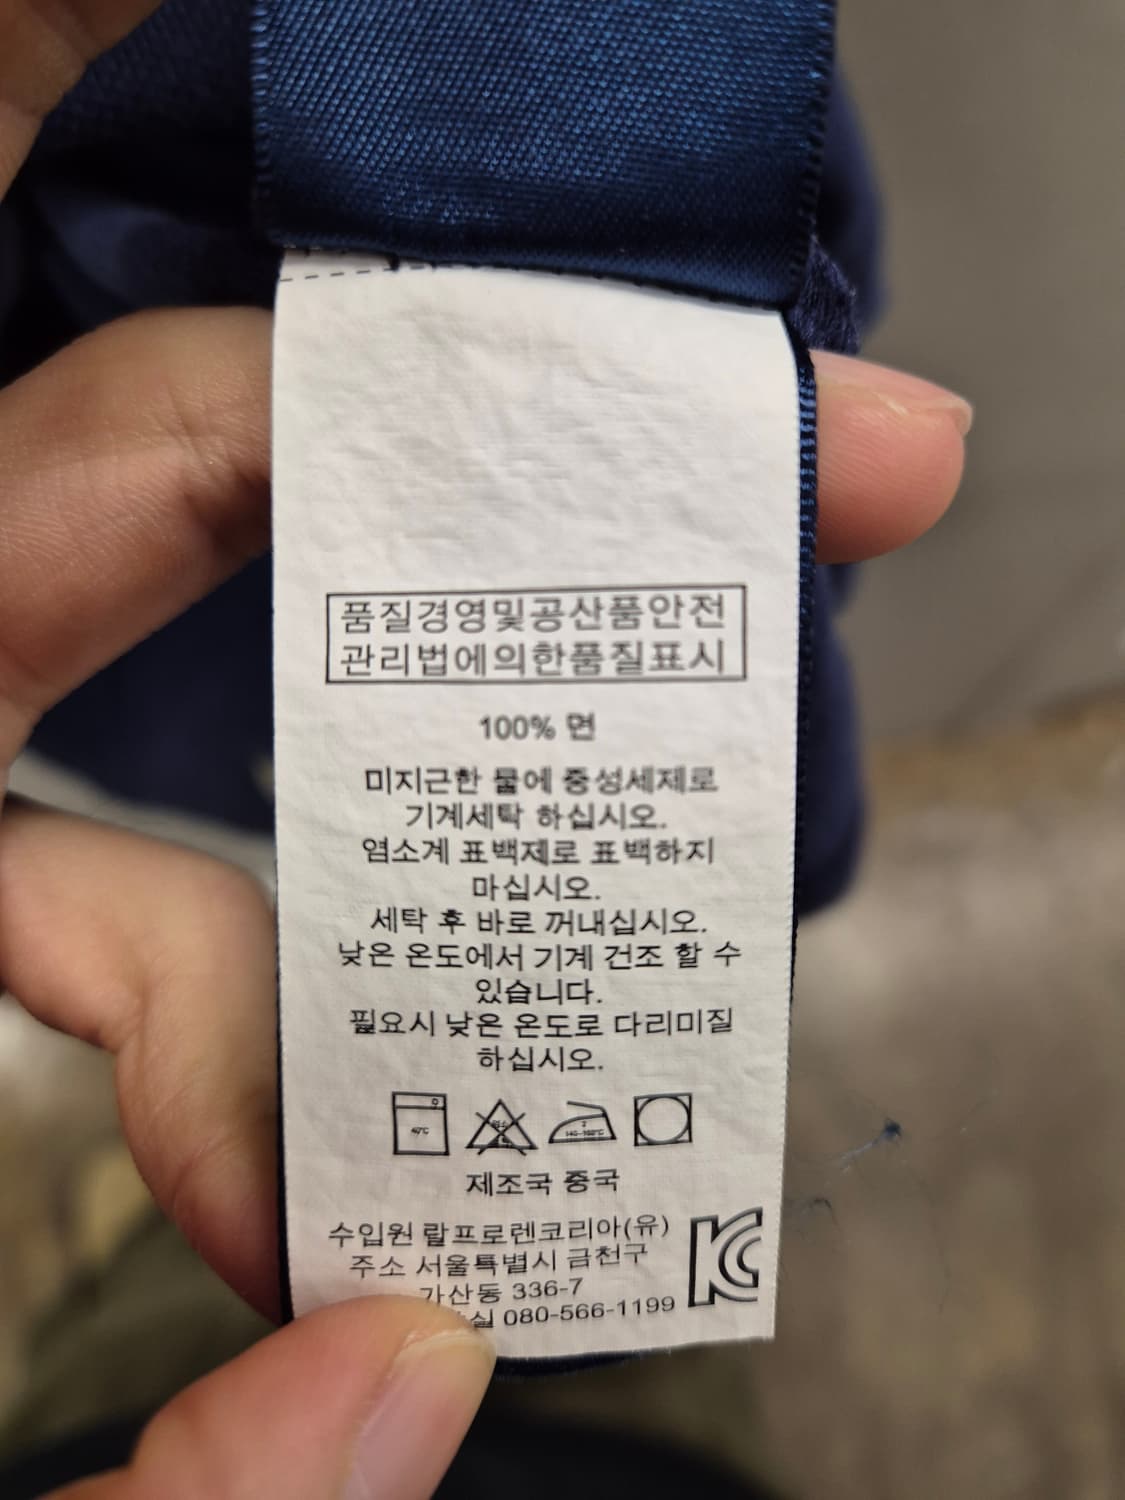 품질경영및공산품안전
관리법에의한품질표시
100% 면
미지근한 물에 중성세제로
기계세탁 하십시오.
염소계 표백제로 표백하지
마십시오.
세탁 후 바로 꺼내십시오.
낮은 온도에서 기계 건조 할 수
있습니다.
필요시 낮은 온도로 다리미질
하십시오.
40℃
2
140~160℃
제조국 중국
수입원 랄프로렌코리아(유)
주소 서울특별시 금천구
가산동 336-7
실 080-566-1199
KC